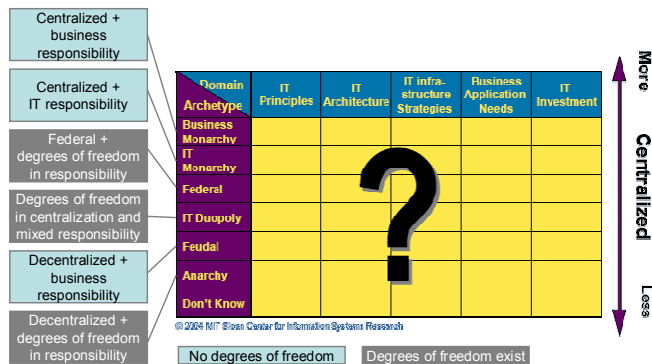 Centralized +
business
responsibility
Centralized +
IT responsibility
Federal +
degrees of freedom
in responsibility
Degrees of freedom
in centralization and
mixed responsibility
Decentralized +
business
responsibility
Decentralized +
degrees of freedom
in responsibility
Domain
Archetype
IT
Principles
IT
Architecture
IT infra-
structure
Strategies
Business
Application
Needs
IT
Investment
Business
Monarchy
IT
Monarchy
Federal
IT Duopoly
Feudal
Anarchy
Don't Know
?
© 2004 MIT Sloan Center for Information Systems Research
More
Centralized
Less
No degrees of freedom
Degrees of freedom exist